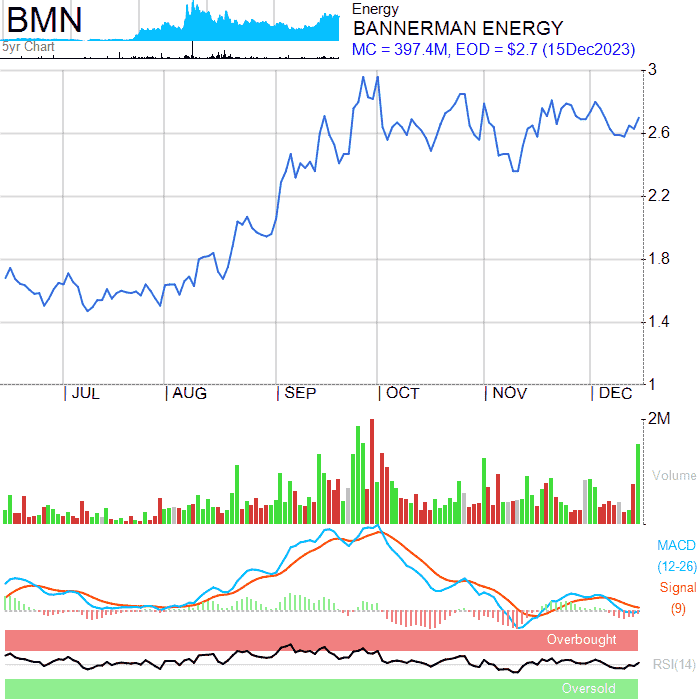 BMN
5yr Chart
Energy
BANNERMAN ENERGY
MC = 397.4M, EOD = $2.7 (15Dec2023)
3
2.6
2.2
1.8
1.4
1
JUL AUG SEP OCT NOV DEC
2M
Volume
MACD
(12-26)
Signal
(9)
Overbought
RSI(14)
Oversold